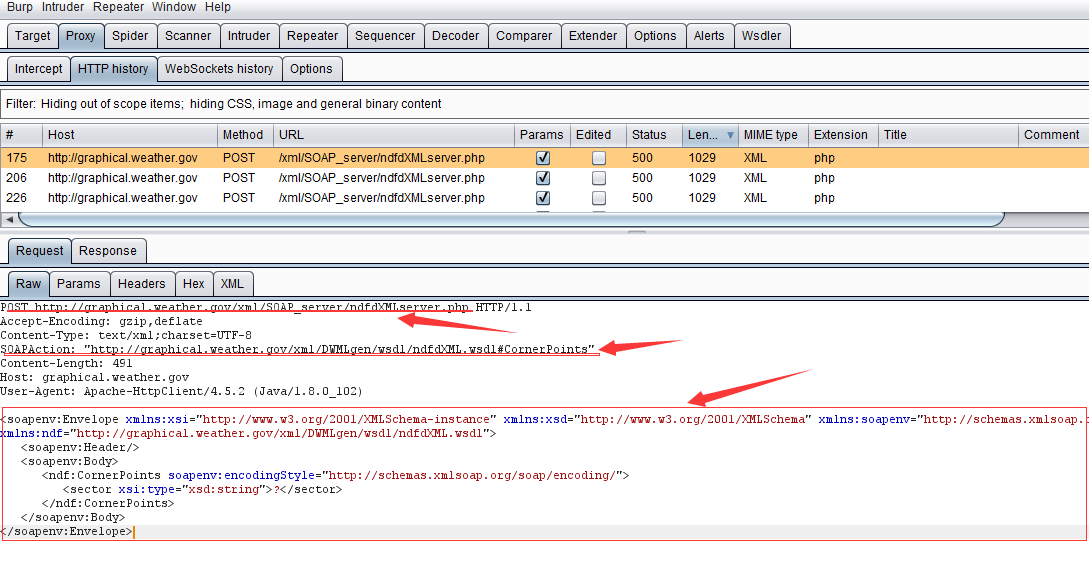 Burp Intruder Repeater Window Help
Target Proxy Spider Scanner Intruder Repeater Sequencer Decoder Comparer Extender Options Alerts Wsdler
Intercept HTTP history WebSockets history Options
Filter: Hiding out of scope items; hiding CSS, image and general binary content
# Host Method URL Params Edited Status Len... MIME type Extension Title Comment
175 http://graphical.weather.gov POST /xml/SOAP_server/ndfdXMLserver.php 500 1029 XML php
206 http://graphical.weather.gov POST /xml/SOAP_server/ndfdXMLserver.php 500 1029 XML php
226 http://graphical.weather.gov POST /xml/SOAP_server/ndfdXMLserver.php 500 1029 XML php
Request Response
Raw Params Headers Hex XML
POST http://graphical.weather.gov/xml/SOAP_server/ndfdXMLserver.php HTTP/1.1
Accept-Encoding: gzip,deflate
Content-Type: text/xml;charset=UTF-8
SOAPAction: "http://graphical.weather.gov/xml/DWMLgen/wsdl/ndfdXML.wsdl#CornerPoints"
Content-Length: 491
Host: graphical.weather.gov
User-Agent: Apache-HttpClient/4.5.2 (Java/1.8.0_102)
<soapenv:Envelope xmlns:xsi="http://www.w3.org/2001/XMLSchema-instance" xmlns:xsd="http://www.w3.org/2001/XMLSchema" xmlns:soapenv="http://schemas.xmlsoap.
xmlns:ndf="http://graphical.weather.gov/xml/DWMLgen/wsdl/ndfdXML.wsdl">
<soapenv:Header/>
<soapenv:Body>
<ndf:CornerPoints soapenv:encodingStyle="http://schemas.xmlsoap.org/soap/encoding/">
<sector xsi:type="xsd:string">?</sector>
</ndf:CornerPoints>
</soapenv:Body>
</soapenv:Envelope>